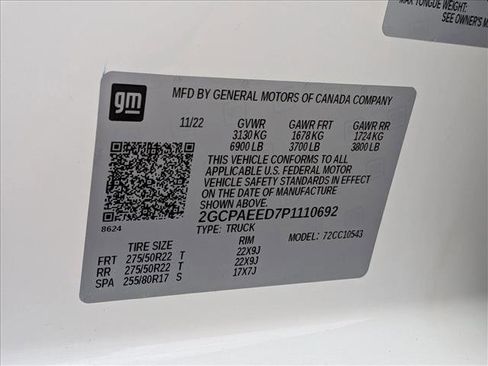 MAX TONGUE WEIGHT:
SEE OWNER'S M
gm
MFD BY GENERAL MOTORS OF CANADA COMPANY
11/22 GVWR GAWR FRT GAWR RR
3130 KG 1678 KG 1724 KG
6900 LB 3700 LB 3800 LB
THIS VEHICLE CONFORMS TO ALL
APPLICABLE U.S. FEDERAL MOTOR
VEHICLE SAFETY STANDARDS IN EFFECT
ON THE DATE OF MANUFACTURE
SHOWN ABOVE.
2GCPAEED7P1110692
8624
TYPE: TRUCK MODEL: 72CC10543
TIRE SIZE RIM
FRT 275/50R22 T 22X9J
RR 275/50R22 T 22X9J
SPA 255/80R17 S 17X7J